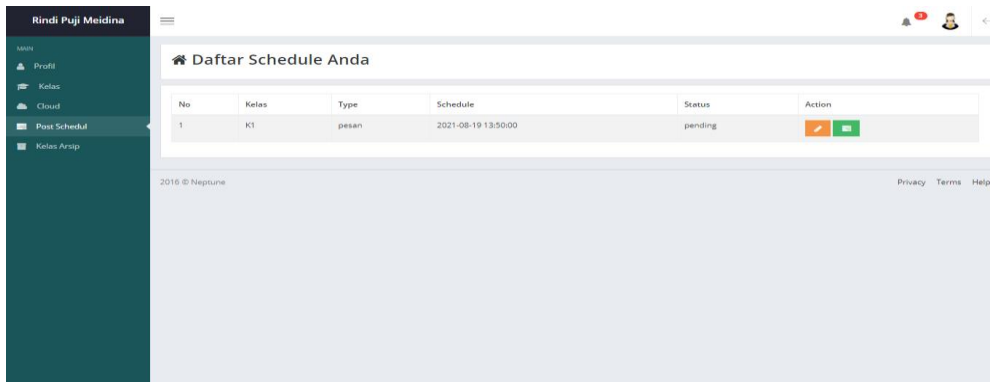 Rindi Puji Meidina
3
MAIN
Profil
Kelas
Cloud
Post Schedul
Kelas Arsip
Daftar Schedule Anda
No Kelas Type Schedule Status Action
1 K1 pesan 2021-08-19 13:50:00 pending
2016 © Neptune
Privacy Terms Help